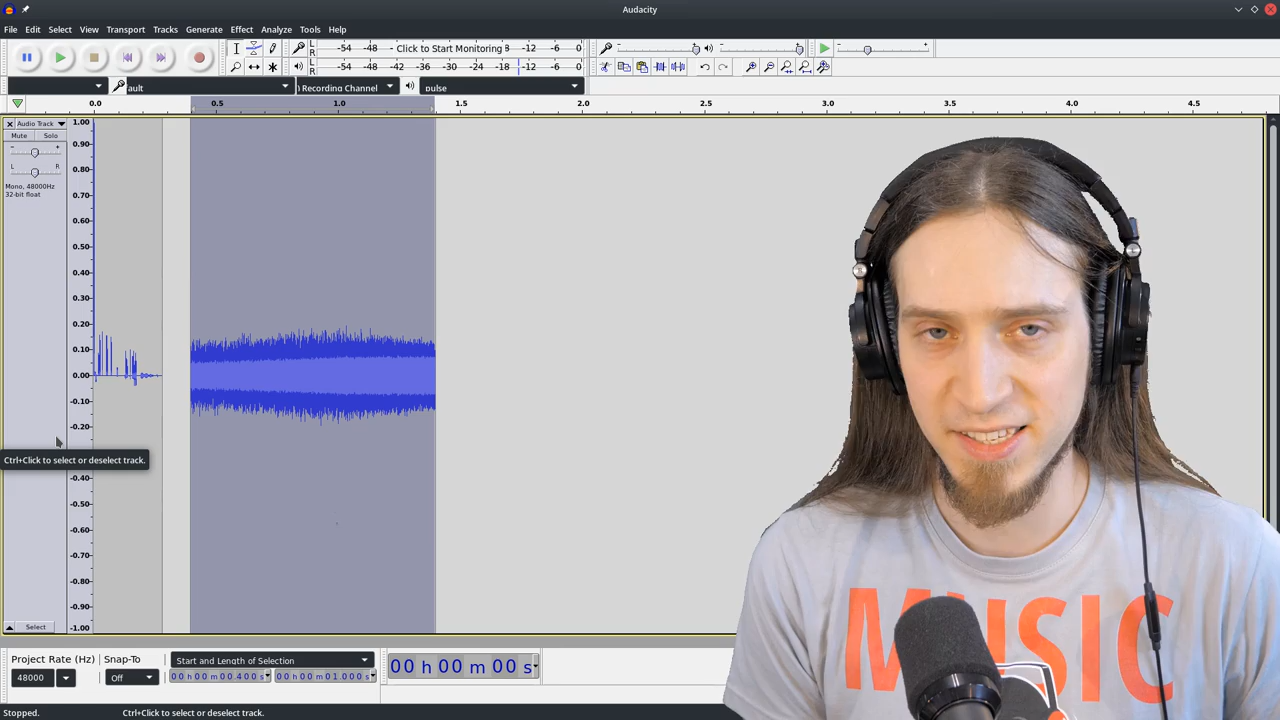 Audacity
File Edit Select View Transport Tracks Generate Effect Analyze Tools Help
L R -54 -48 Click to Start Monitoring -12 -6 0
L R -54 -48 -42 -36 -30 -24 -18 -12 -6 0
ault
Recording Channel
pulse
0.0 0.5 1.0 1.5 2.0 2.5 3.0 3.5 4.0 4.5
Audio Track
Mute Solo
- +
L R
Mono, 48000Hz
32-bit float
1.00
0.90
0.80
0.70
0.60
0.50
0.40
0.30
0.20
0.10
0.00
-0.10
-0.20
Ctrl+Click to select or deselect track.
-0.40
-0.50
-0.60
-0.70
-0.80
-0.90
-1.00
Select
MUSIC
Project Rate (Hz)
48000
Snap-To
Off
Start and Length of Selection
00 h 00 m 00.400 s
00 h 00 m 01.000 s
00 h 00 m 00 s
Stopped.
Ctrl+Click to select or deselect track.